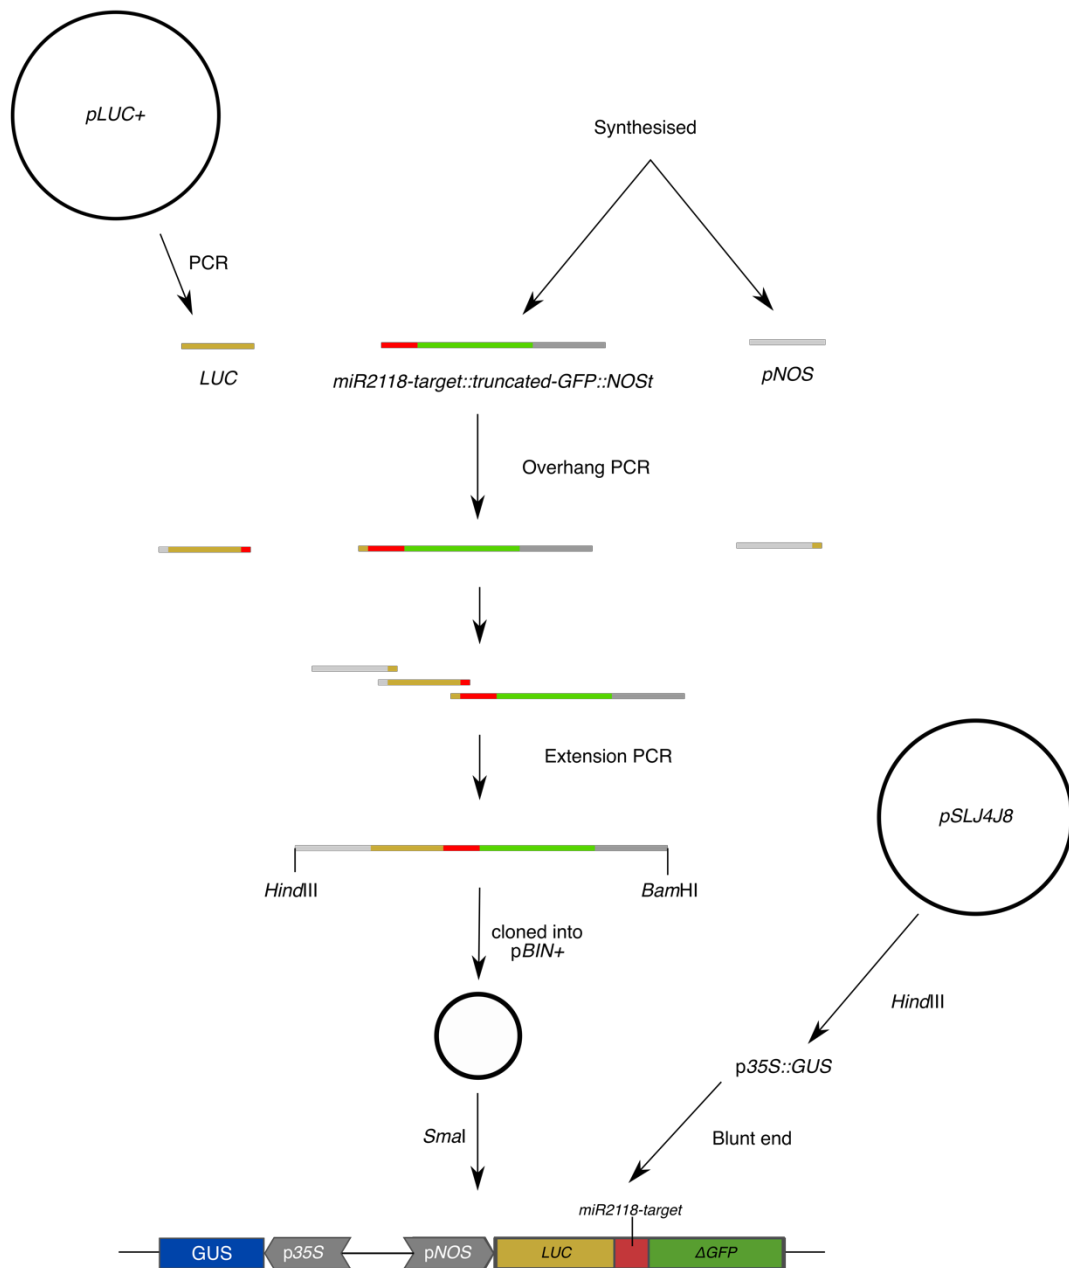 pLUC+
Synthesised
PCR
LUC
miR2118-target::truncated-GFP::NOSt
pNOS
Overhang PCR
Extension PCR
pSLJ4J8
HindIII
BamHI
cloned into
pBIN+
HindIII
p35S::GUS
SmaI
Blunt end
miR2118-target
GUS
p35S
pNOS
LUC
ΔGFP